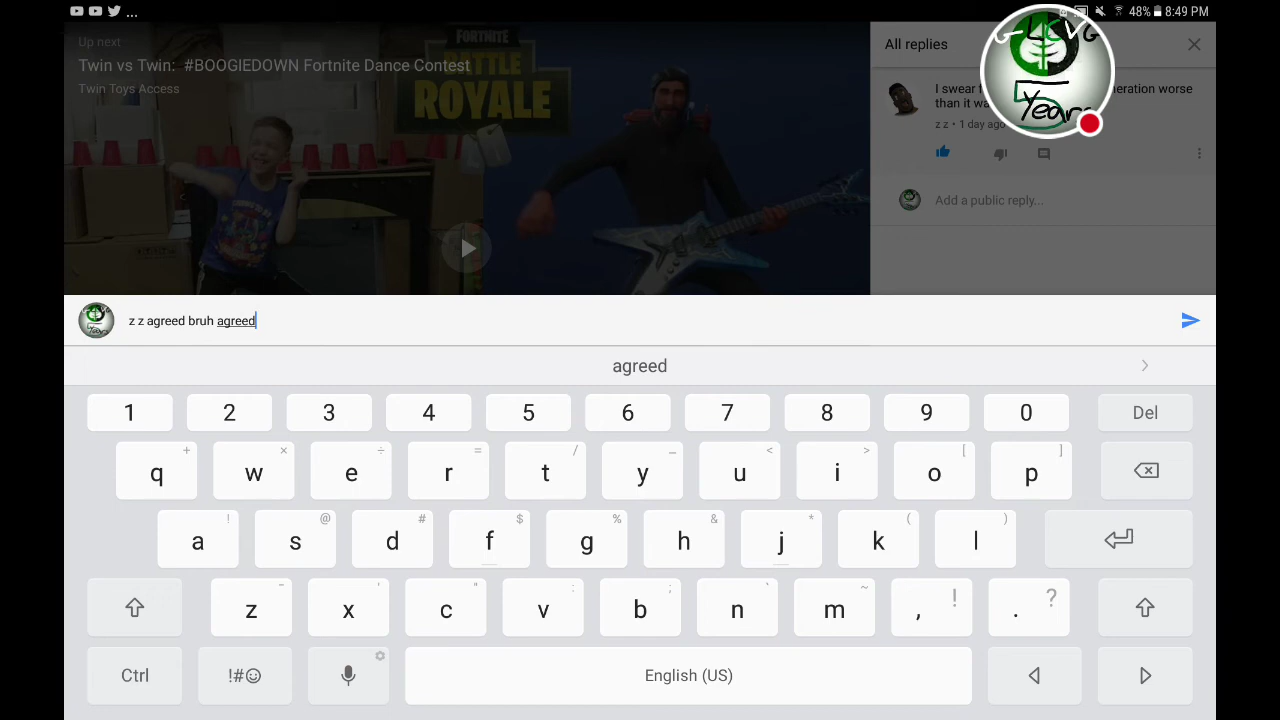 ... 48% 8:49 PM
Up next
Twin vs Twin: #BOOGIEDOWN Fortnite Dance Contest
Twin Toys Access
FORTNITE
BATTLE
ROYALE
All replies
I swear eration worse
than it wa
z z • 1 day ago
Add a public reply...
G L C V G
5
Years
z z agreed bruh agreed
agreed
1 2 3 4 5 6 7 8 9 0 Del
+ × ÷ = / _ < > [ ]
q w e r t y u i o p
! @ # $ % & * ( )
a s d f g h j k l
- ' " : ; ` ~ ! ?
z x c v b n m , .
Ctrl !#☺ English (US)